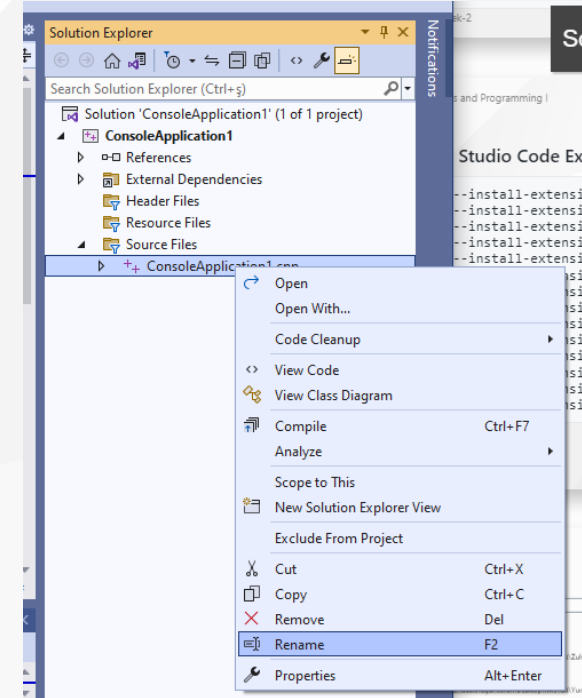 Solution Explorer
Notifications
Search Solution Explorer (Ctrl+ş)
Solution 'ConsoleApplication1' (1 of 1 project)
ConsoleApplication1
References
External Dependencies
Header Files
Resource Files
Source Files
ConsoleApplication1.cpp
Open
Open With...
Code Cleanup
View Code
View Class Diagram
Compile Ctrl+F7
Analyze
Scope to This
New Solution Explorer View
Exclude From Project
Cut Ctrl+X
Copy Ctrl+C
Remove Del
Rename F2
Properties Alt+Enter
and Programming I
Studio Code Ex
--install-extensi
--install-extensi
--install-extensi
--install-extensi
--install-extensi